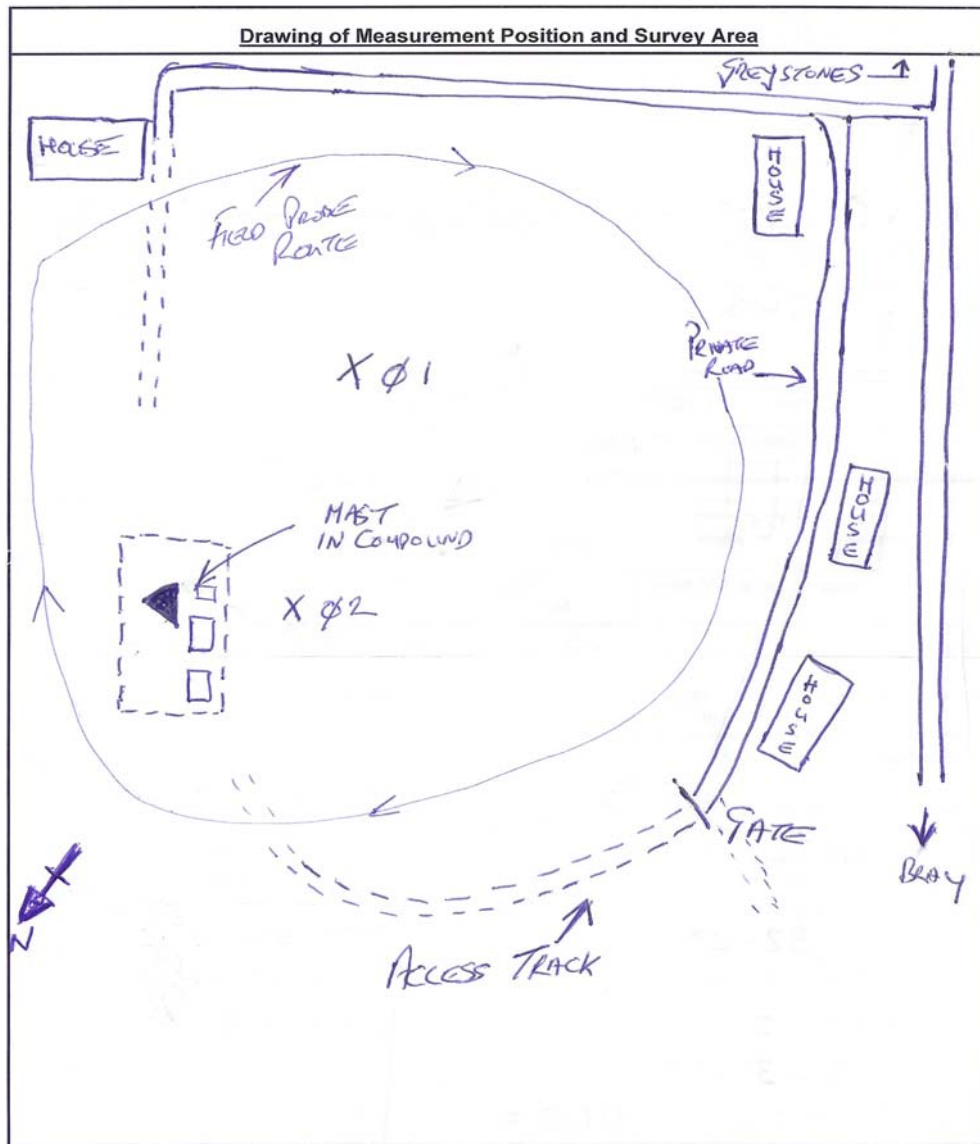 Drawing of Measurement Position and Survey Area
GREYSTONES
HOUSE
HOUSE
FIELD PROBE
ROUTE
PRIVATE
ROAD
X Ø1
HOUSE
MAST
IN COMPOUND
X Ø2
HOUSE
GATE
BRAY
N
ACCESS TRACK